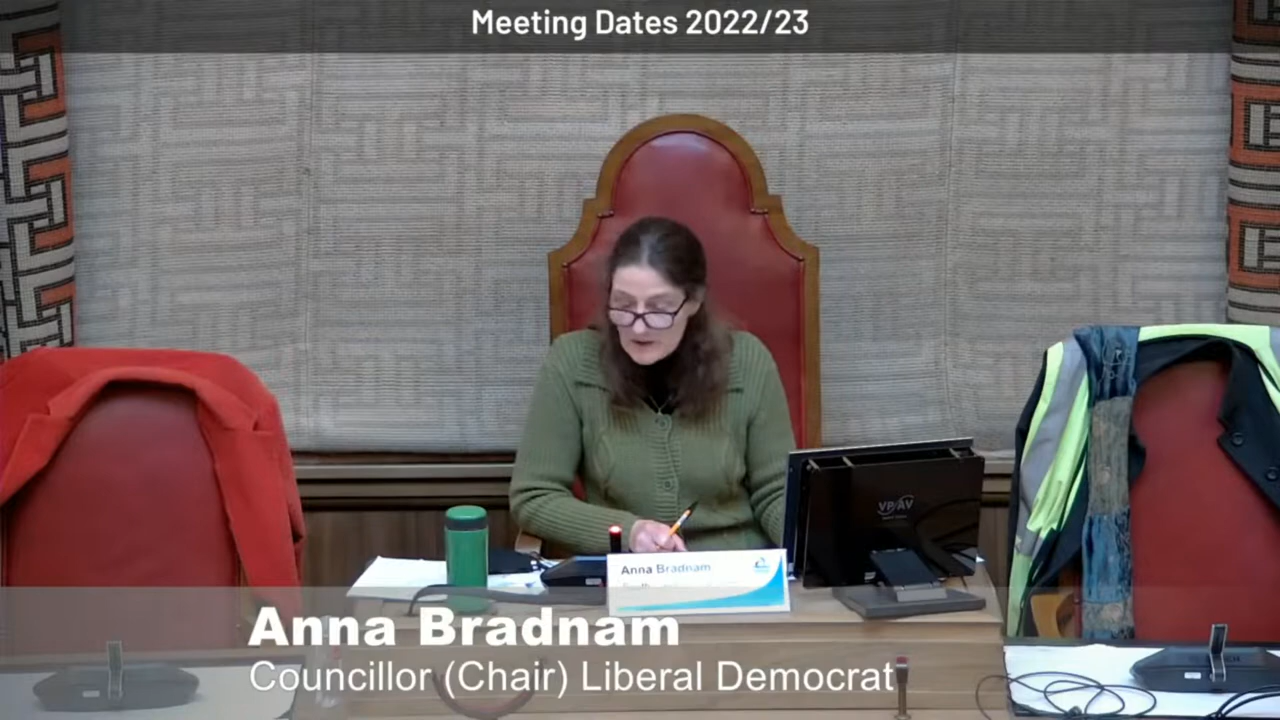 Meeting Dates 2022/23
VP AV
Anna Bradnam
Anna Bradnam
Councillor (Chair) Liberal Democrat